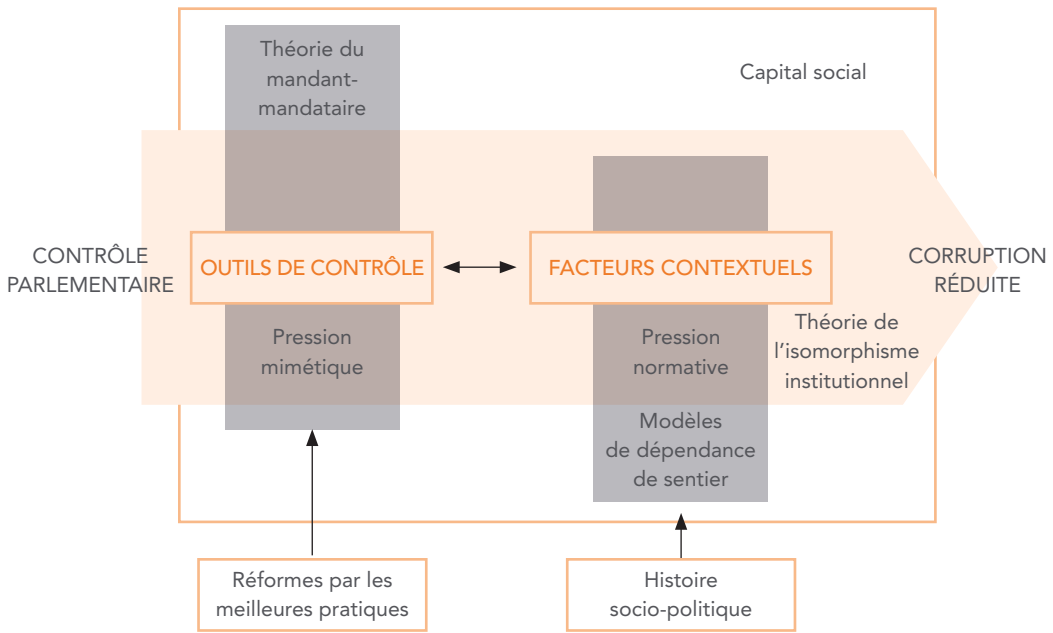 Théorie du
mandant-
mandataire
Capital social
CONTRÔLE
PARLEMENTAIRE
OUTILS DE CONTRÔLE
FACTEURS CONTEXTUELS
CORRUPTION
RÉDUITE
Pression
mimétique
Pression
normative
Théorie de
l’isomorphisme
institutionnel
Modèles
de dépendance
de sentier
Réformes par les
meilleures pratiques
Histoire
socio-politique